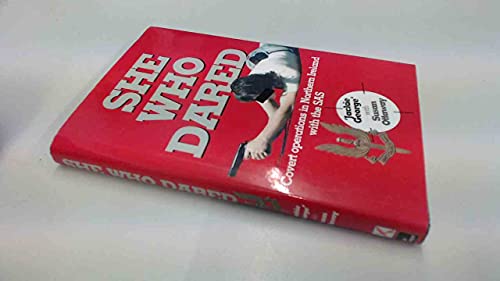 SHE
WHO
DARED
Covert operations in Northern Ireland
with the SAS
'Jackie
George'
with
Susan
Ottaway
SHE WHO DARED